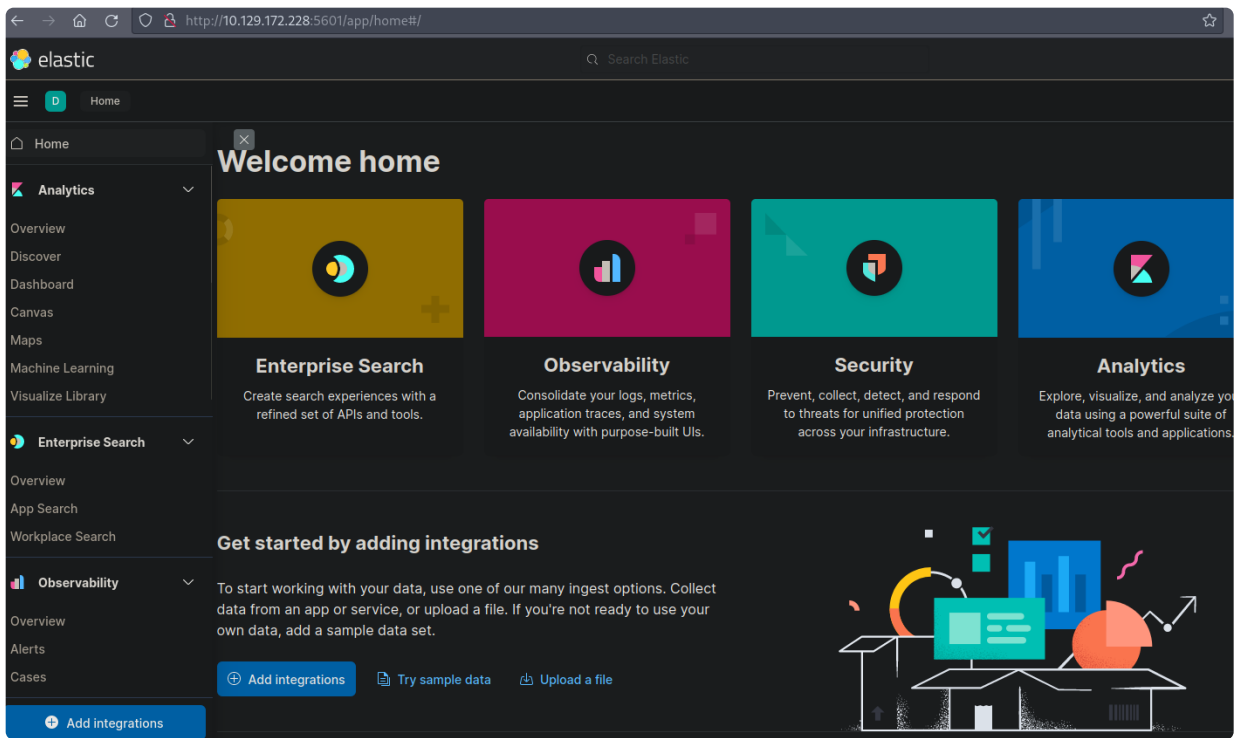 http://10.129.172.228:5601/app/home#/
elastic
Search Elastic
D
Home
Home
Analytics
Overview
Discover
Dashboard
Canvas
Maps
Machine Learning
Visualize Library
Enterprise Search
Overview
App Search
Workplace Search
Observability
Overview
Alerts
Cases
Add integrations
Welcome home
Enterprise Search
Create search experiences with a
refined set of APIs and tools.
Observability
Consolidate your logs, metrics,
application traces, and system
availability with purpose-built UIs.
Security
Prevent, collect, detect, and respond
to threats for unified protection
across your infrastructure.
Analytics
Explore, visualize, and analyze you
data using a powerful suite of
analytical tools and applications.
Get started by adding integrations
To start working with your data, use one of our many ingest options. Collect
data from an app or service, or upload a file. If you're not ready to use your
own data, add a sample data set.
Add integrations
Try sample data
Upload a file